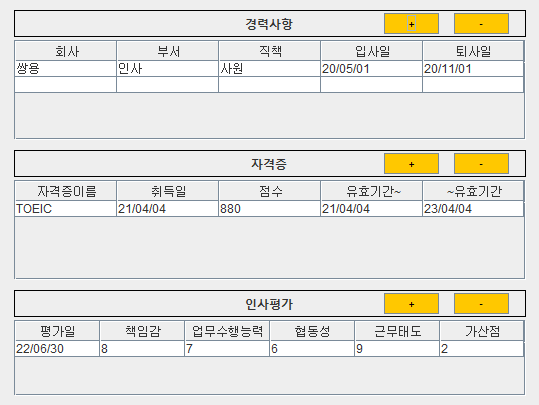 경력사항 + -
회사 부서 직책 입사일 퇴사일
쌍용 인사 사원 20/05/01 20/11/01
자격증 + -
자격증이름 취득일 점수 유효기간~ ~유효기간
TOEIC 21/04/04 880 21/04/04 23/04/04
인사평가 + -
평가일 책임감 업무수행능력 협동성 근무태도 가산점
22/06/30 8 7 6 9 2